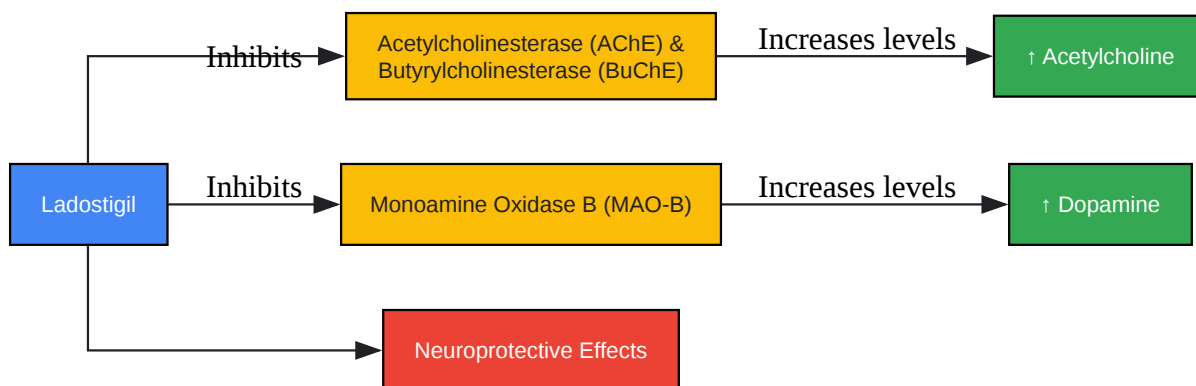 Inhibits
Acetylcholinesterase (AChE) &
Butyrylcholinesterase (BuChE)
Increases levels
↑ Acetylcholine
Ladostigil
Inhibits
Monoamine Oxidase B (MAO-B)
Increases levels
↑ Dopamine
Neuroprotective Effects